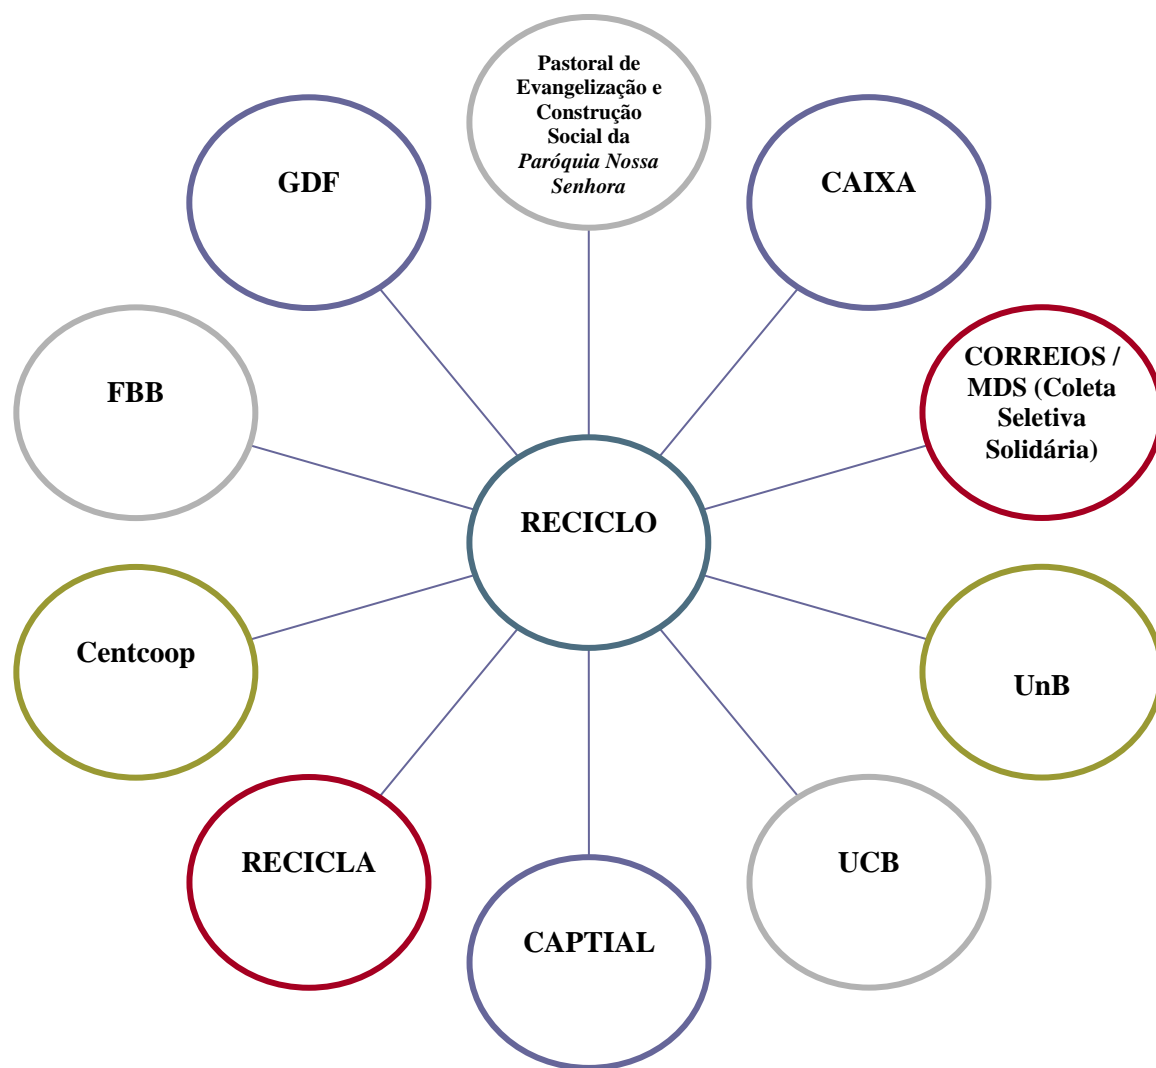 Pastoral de
Evangelização e
Construção
Social da
Paróquia Nossa
Senhora
GDF
CAIXA
CORREIOS /
MDS (Coleta
Seletiva
Solidária)
FBB
RECICLO
Centcoop
UnB
RECICLA
UCB
CAPTIAL